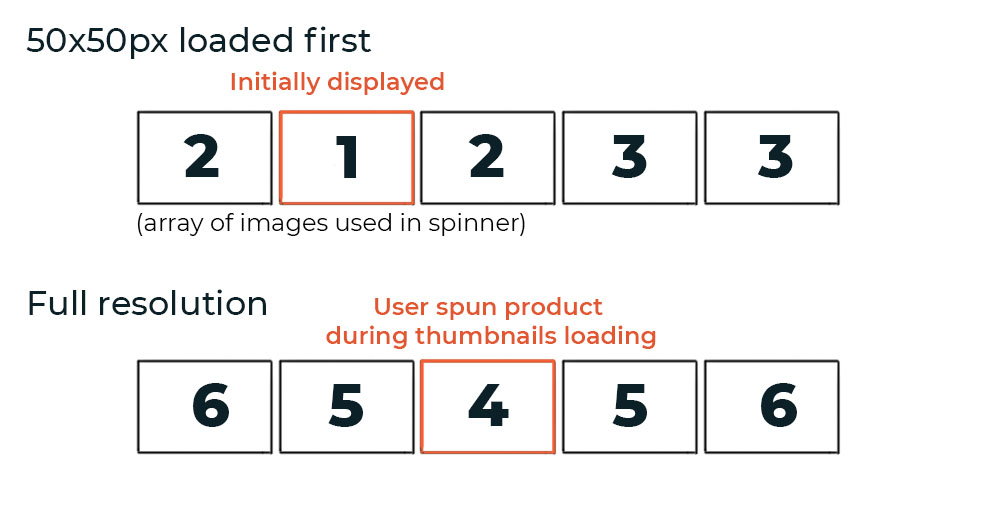 50x50px loaded first
Initially displayed
2 1 2 3 3
(array of images used in spinner)
Full resolution
User spun product
during thumbnails loading
6 5 4 5 6